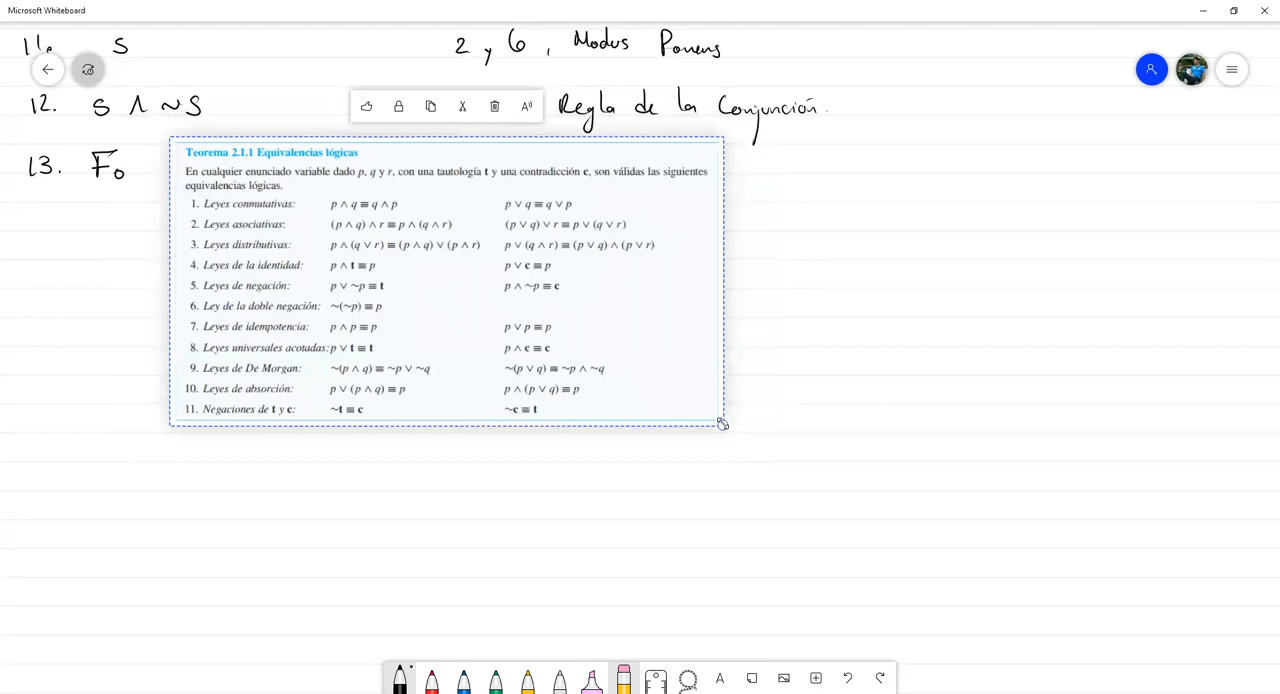 Microsoft Whiteboard
11. S 2 y 6, Modus Ponens
12. S ∧ ~S Regla de la Conjunción.
13. F₀
Teorema 2.1.1 Equivalencias lógicas
En cualquier enunciado variable dado p, q y r, con una tautología t y una contradicción c, son válidas las siguientes
equivalencias lógicas.
1. Leyes conmutativas: p ∧ q ≡ q ∧ p p ∨ q ≡ q ∨ p
2. Leyes asociativas: (p ∧ q) ∧ r ≡ p ∧ (q ∧ r) (p ∨ q) ∨ r ≡ p ∨ (q ∨ r)
3. Leyes distributivas: p ∧ (q ∨ r) ≡ (p ∧ q) ∨ (p ∧ r) p ∨ (q ∧ r) ≡ (p ∨ q) ∧ (p ∨ r)
4. Leyes de la identidad: p ∧ t ≡ p p ∨ c ≡ p
5. Leyes de negación: p ∨ ~p ≡ t p ∧ ~p ≡ c
6. Ley de la doble negación: ~(~p) ≡ p
7. Leyes de idempotencia: p ∧ p ≡ p p ∨ p ≡ p
8. Leyes universales acotadas: p ∨ t ≡ t p ∧ c ≡ c
9. Leyes de De Morgan: ~(p ∧ q) ≡ ~p ∨ ~q ~(p ∨ q) ≡ ~p ∧ ~q
10. Leyes de absorción: p ∨ (p ∧ q) ≡ p p ∧ (p ∨ q) ≡ p
11. Negaciones de t y c: ~t ≡ c ~c ≡ t